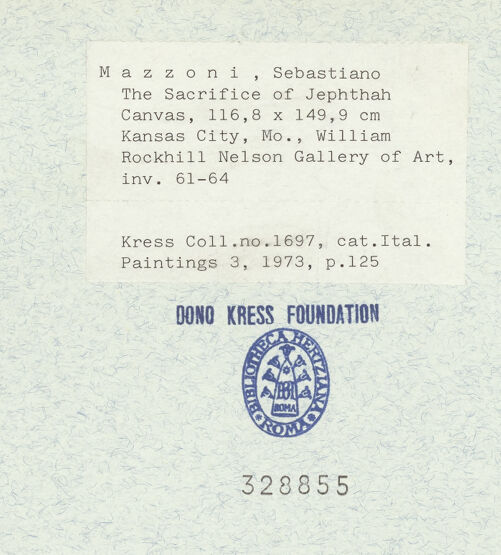 M a z z o n i , Sebastiano
The Sacrifice of Jephthah
Canvas, 116,8 x 149,9 cm
Kansas City, Mo., William
Rockhill Nelson Gallery of Art,
inv. 61-64
Kress Coll.no.1697, cat.Ital.
Paintings 3, 1973, p.125
DONO KRESS FOUNDATION
BIBLIOTHECA HERTZIANA
ROMA
ROMA
328855